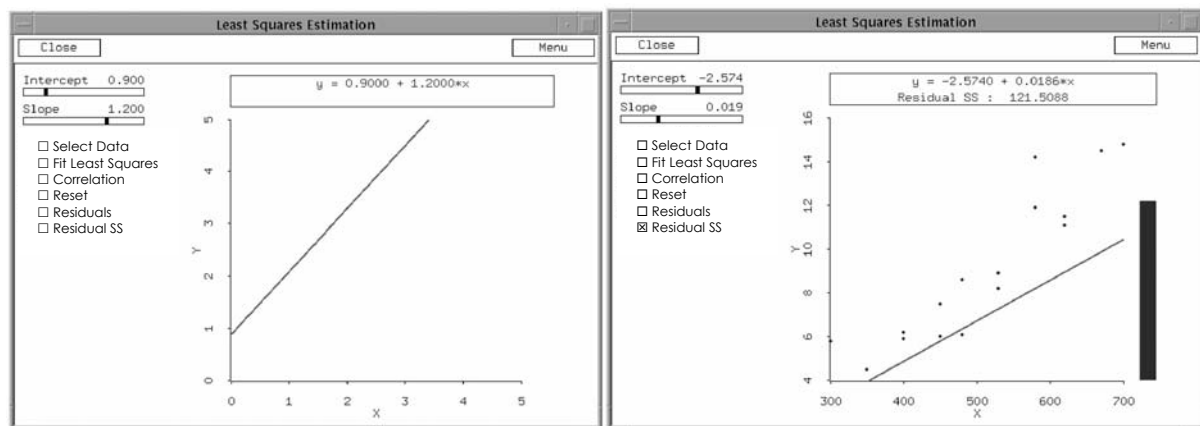 Least Squares Estimation
Close Menu
Intercept 0.900
Slope 1.200
y = 0.9000 + 1.2000*x
Select Data
Fit Least Squares
Correlation
Reset
Residuals
Residual SS
5
4
3
2
1
0
Y
0 1 2 3 4 5
X
Least Squares Estimation
Close Menu
Intercept -2.574
Slope 0.019
y = -2.5740 + 0.0186*x
Residual SS : 121.5088
Select Data
Fit Least Squares
Correlation
Reset
Residuals
Residual SS
16
14
12
10
8
6
4
Y
300 400 500 600 700
X